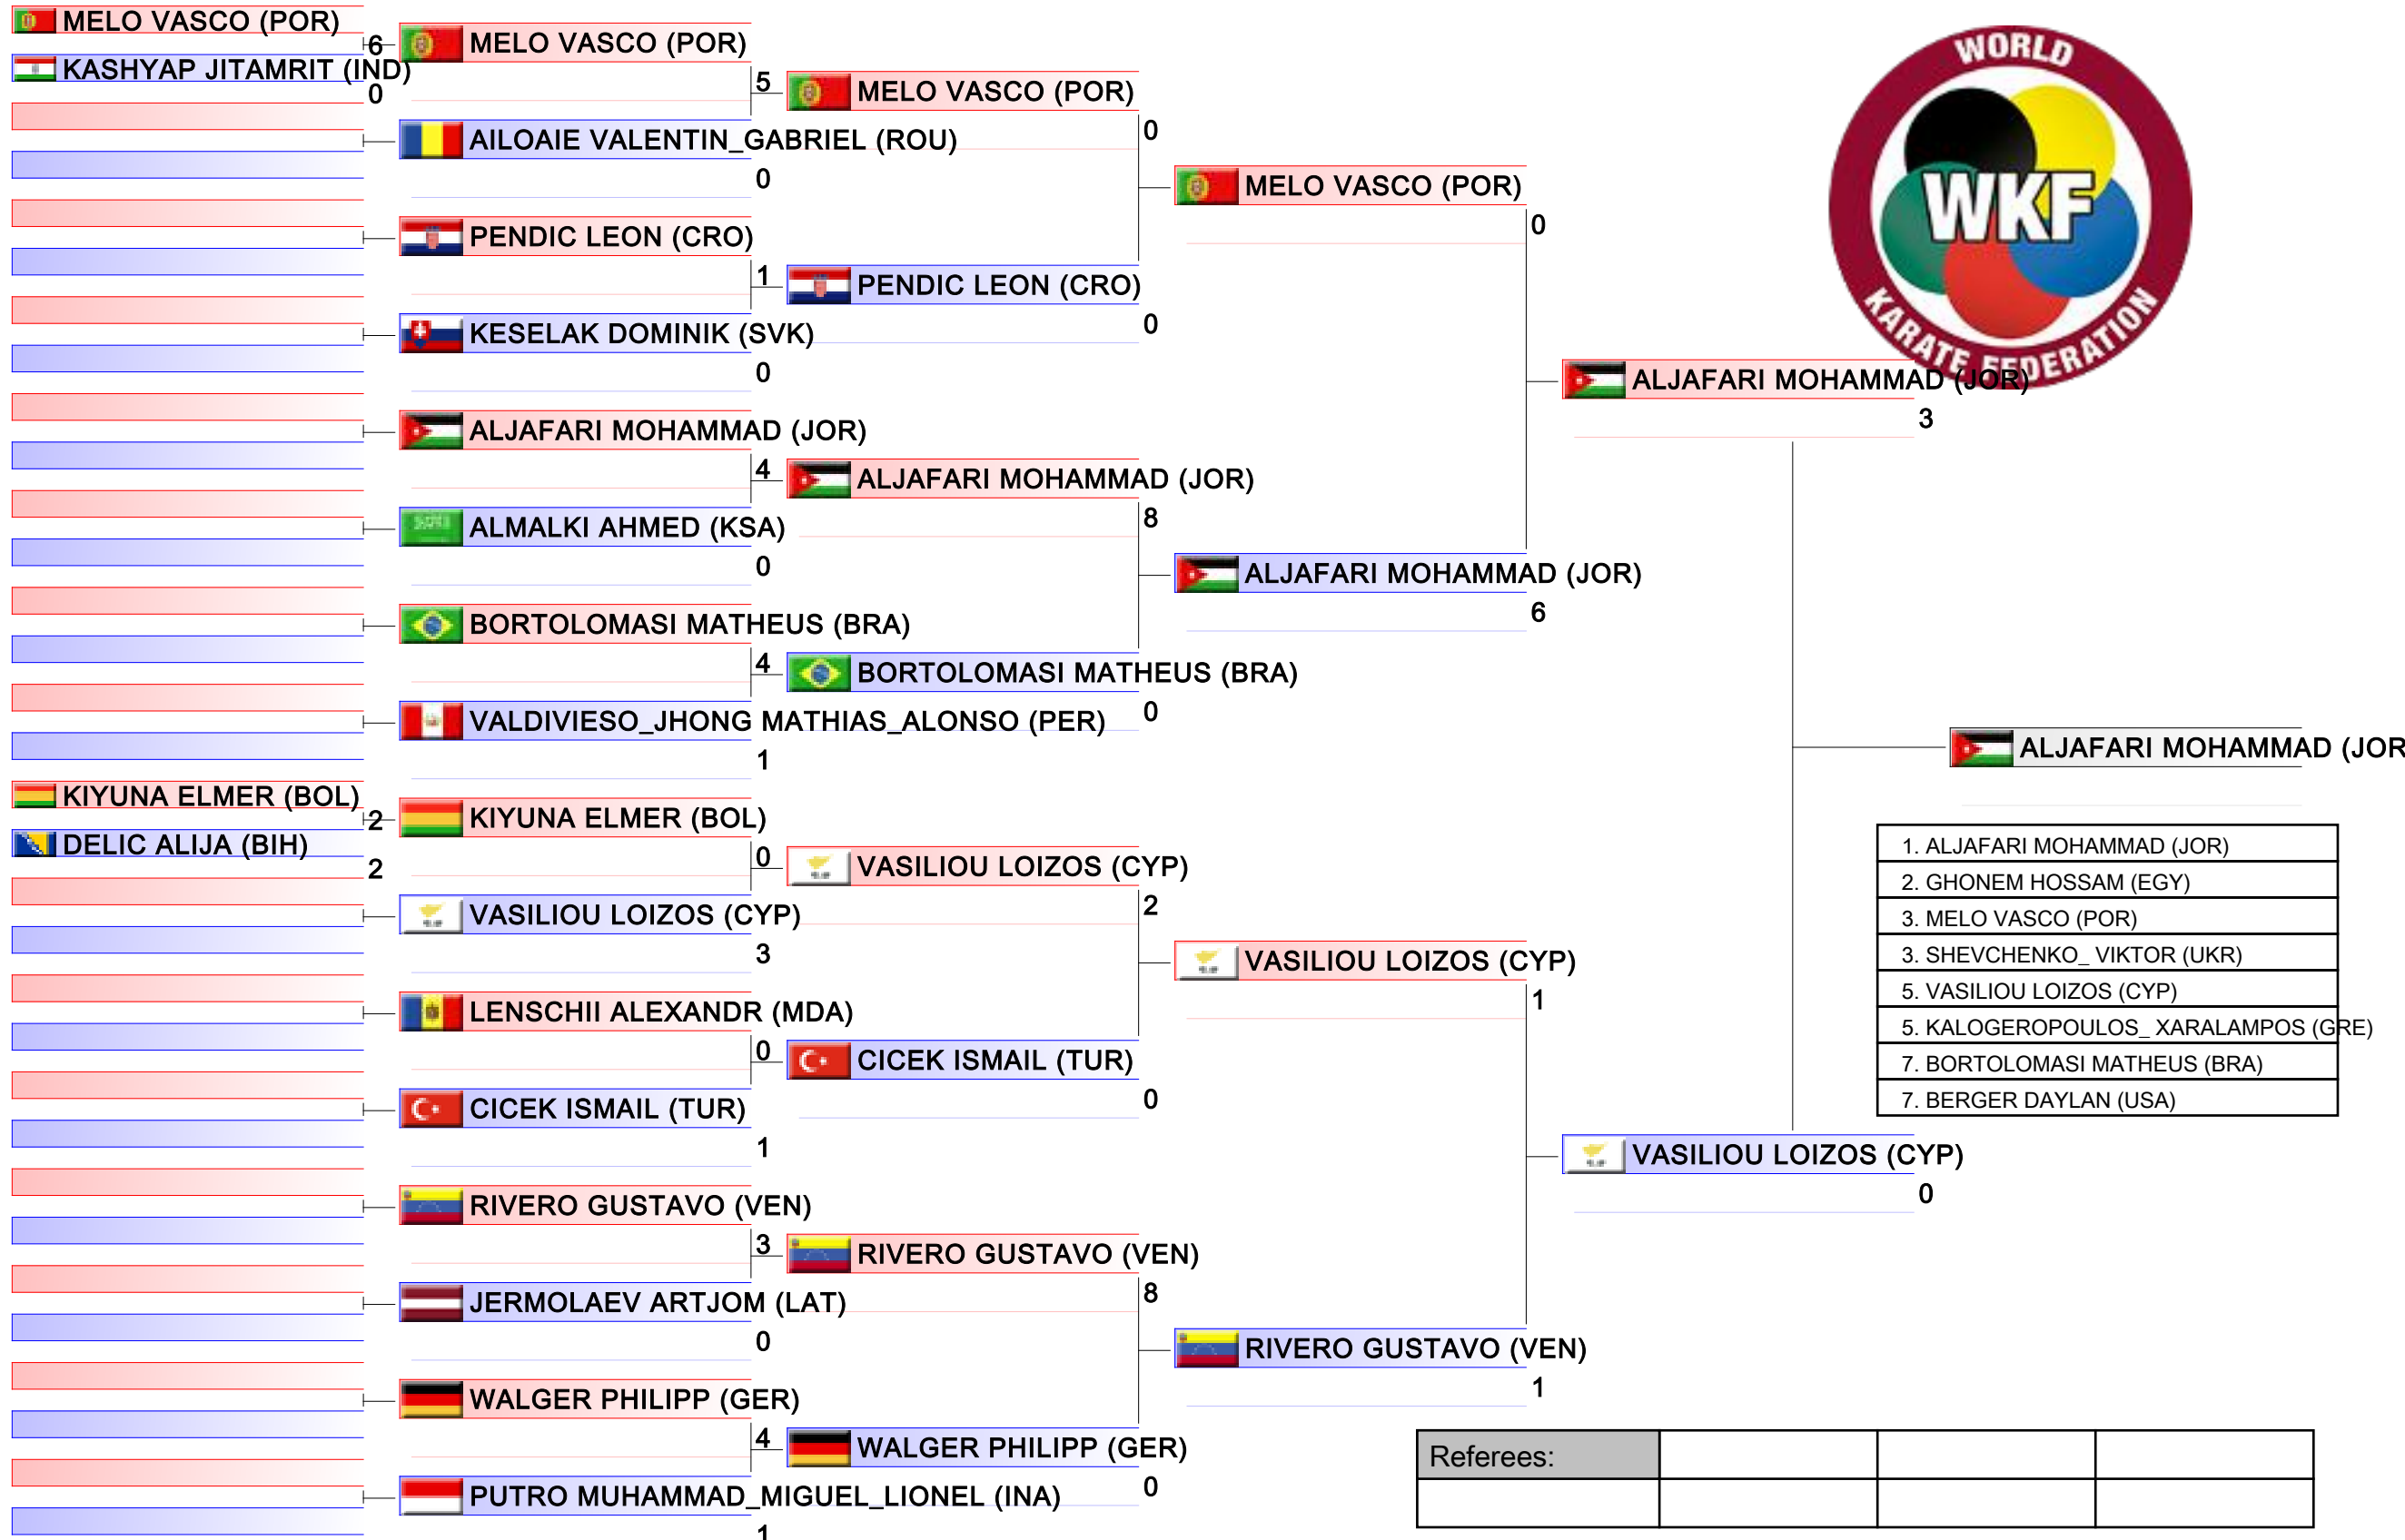 MELO VASCO (POR)
6
KASHYAP JITAMRIT (IND)
0
MELO VASCO (POR)
5
AILOAIE VALENTIN_GABRIEL (ROU)
0
PENDIC LEON (CRO)
1
KESELAK DOMINIK (SVK)
0
ALJAFARI MOHAMMAD (JOR)
4
ALMALKI AHMED (KSA)
0
BORTOLOMASI MATHEUS (BRA)
4
VALDIVIESO_JHONG MATHIAS_ALONSO (PER)
1
KIYUNA ELMER (BOL)
2
DELIC ALIJA (BIH)
2
KIYUNA ELMER (BOL)
0
VASILIOU LOIZOS (CYP)
3
LENSCHII ALEXANDR (MDA)
0
CICEK ISMAIL (TUR)
1
RIVERO GUSTAVO (VEN)
3
JERMOLAEV ARTJOM (LAT)
0
WALGER PHILIPP (GER)
4
PUTRO MUHAMMAD_MIGUEL_LIONEL (INA)
1
MELO VASCO (POR)
0
PENDIC LEON (CRO)
0
ALJAFARI MOHAMMAD (JOR)
8
BORTOLOMASI MATHEUS (BRA)
0
VASILIOU LOIZOS (CYP)
2
CICEK ISMAIL (TUR)
0
RIVERO GUSTAVO (VEN)
8
WALGER PHILIPP (GER)
0
MELO VASCO (POR)
0
ALJAFARI MOHAMMAD (JOR)
6
VASILIOU LOIZOS (CYP)
1
RIVERO GUSTAVO (VEN)
1
WORLD
WKF
KARATE FEDERATION
ALJAFARI MOHAMMAD (JOR)
3
VASILIOU LOIZOS (CYP)
0
ALJAFARI MOHAMMAD (JOR
1. ALJAFARI MOHAMMAD (JOR)
2. GHONEM HOSSAM (EGY)
3. MELO VASCO (POR)
3. SHEVCHENKO_ VIKTOR (UKR)
5. VASILIOU LOIZOS (CYP)
5. KALOGEROPOULOS_ XARALAMPOS (GRE)
7. BORTOLOMASI MATHEUS (BRA)
7. BERGER DAYLAN (USA)
Referees: